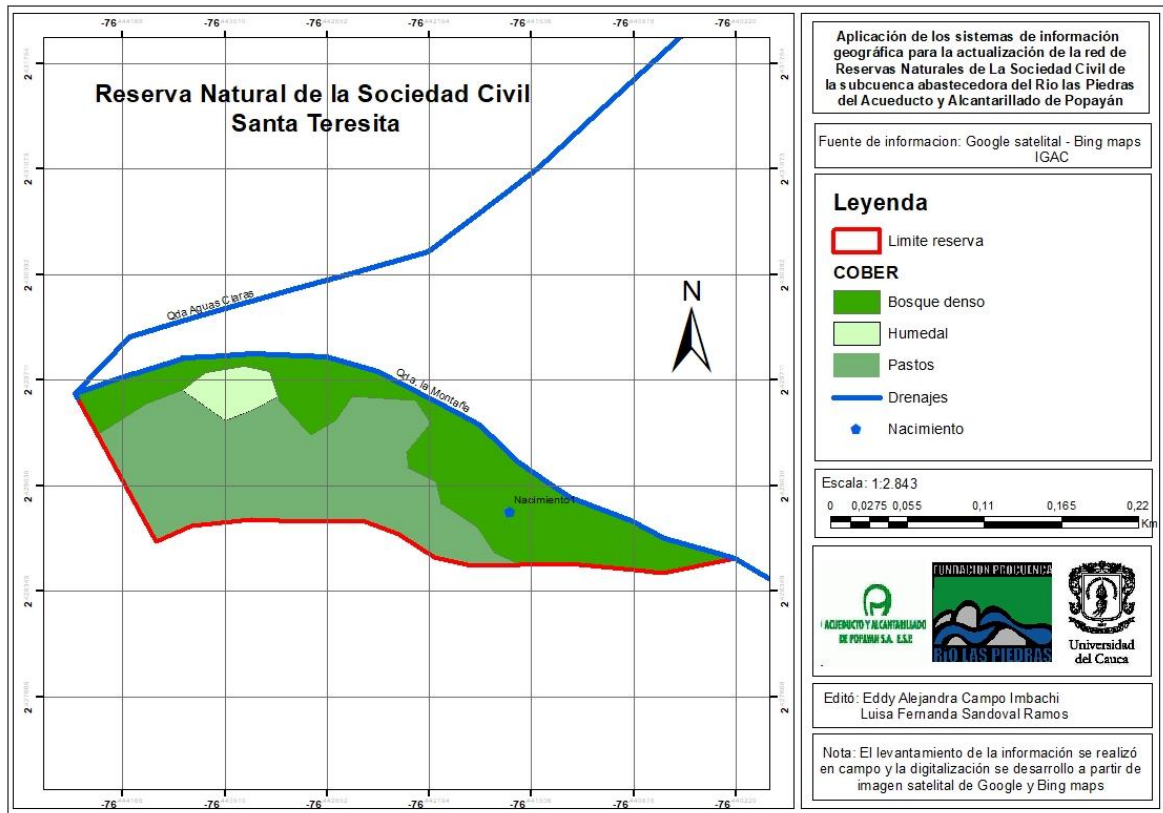 Reserva Natural de la Sociedad Civil
Santa Teresita
Qda Aguas Claras
Qda. la Montaña
Nacimiento
N
Aplicación de los sistemas de información
geográfica para la actualización de la red de
Reservas Naturales de La Sociedad Civil de
la subcuenca abastecedora del Río las Piedras
del Acueducto y Alcantarillado de Popayán
Fuente de informacion: Google satelital - Bing maps
IGAC
Leyenda
Limite reserva
COBER
Bosque denso
Humedal
Pastos
Drenajes
Nacimiento
Escala: 1:2.843
0 0,0275 0,055 0,11 0,165 0,22
Km
ACUEDUCTO Y ALCANTARILLADO
DE POPAYAN S.A. E.S.P.
FUNDACION PROCUENCA
RIO LAS PIEDRAS
Universidad
del Cauca
Editó: Eddy Alejandra Campo Imbachi
Luisa Fernanda Sandoval Ramos
Nota: El levantamiento de la información se realizó
en campo y la digitalización se desarrollo a partir de
imagen satelital de Google y Bing maps